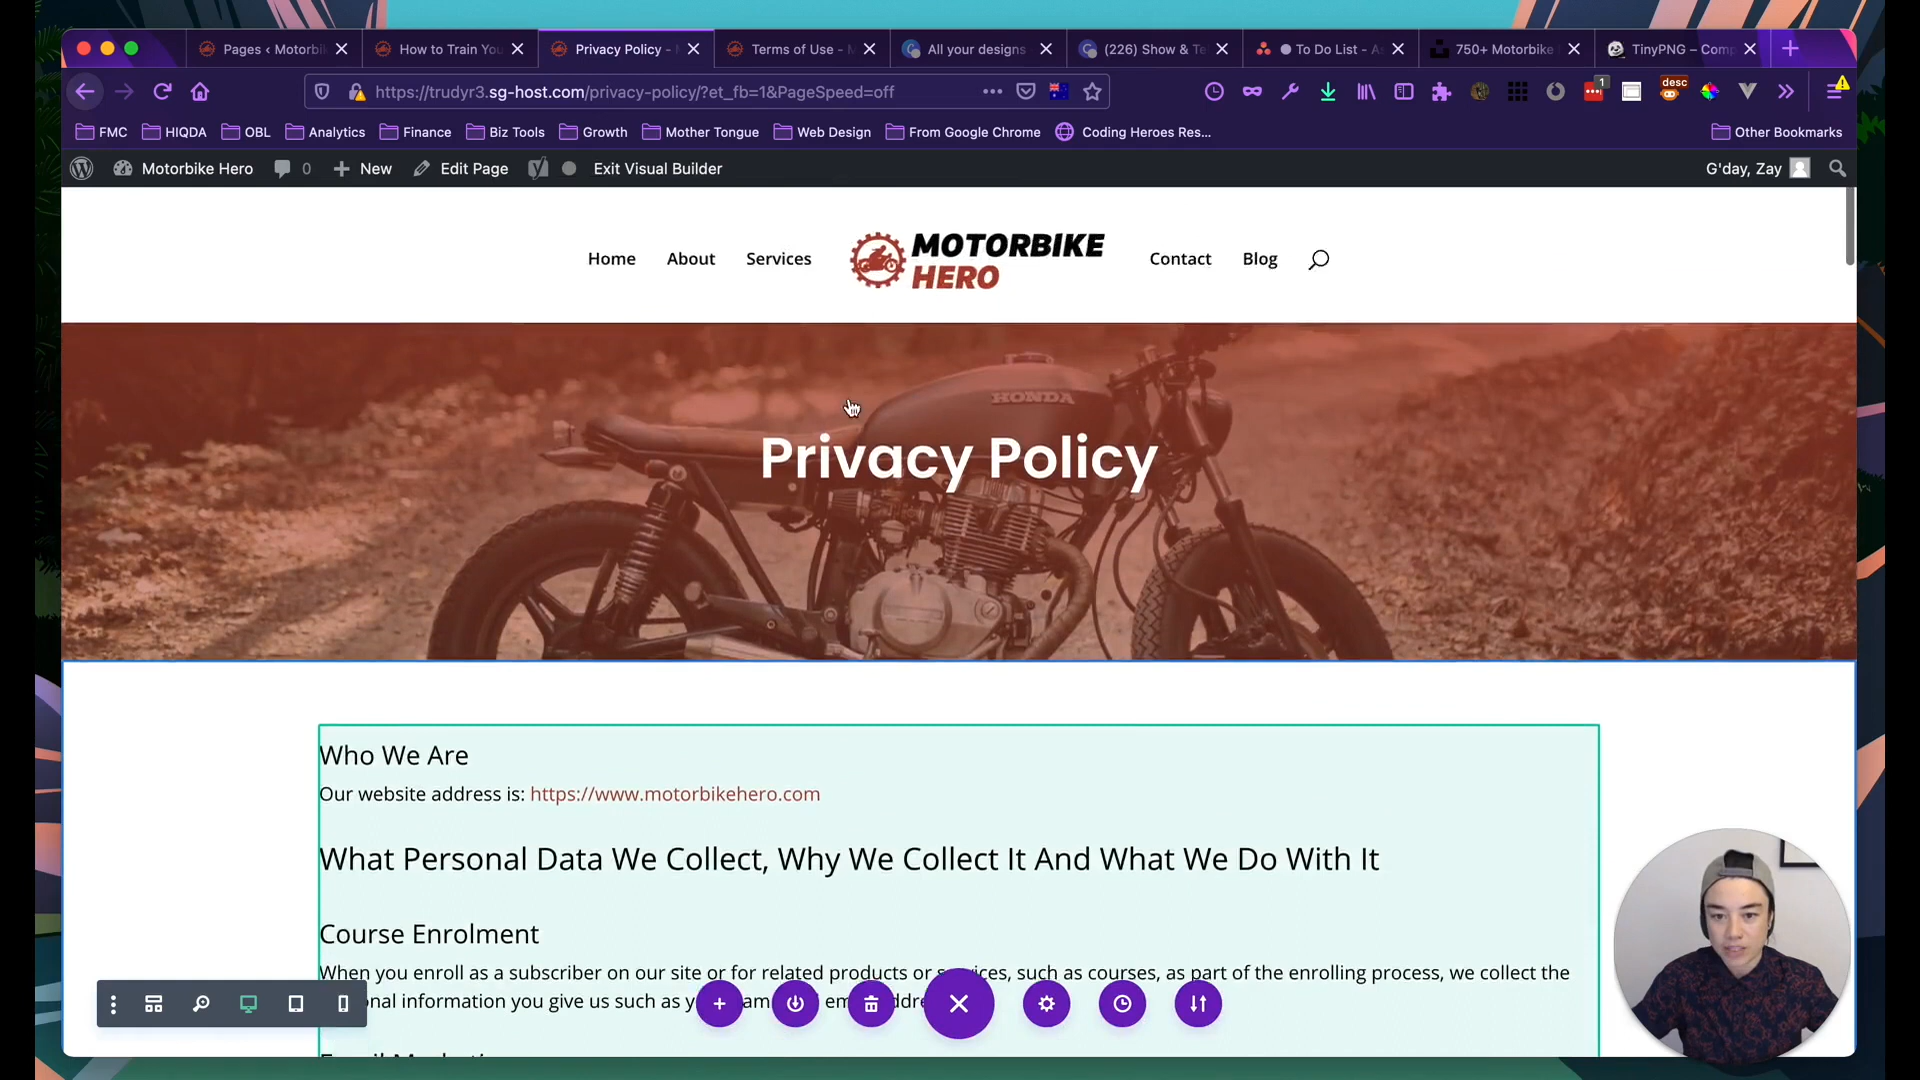 Pages ‹ Motorbi
How to Train You
Privacy Policy -
Terms of Use -
All your designs
(226) Show & Te
To Do List - A
750+ Motorbike
TinyPNG – Comp
https://trudyr3.sg-host.com/privacy-policy/?et_fb=1&PageSpeed=off
1
desc
FMC
HIQDA
OBL
Analytics
Finance
Biz Tools
Growth
Mother Tongue
Web Design
From Google Chrome
Coding Heroes Res...
Other Bookmarks
Motorbike Hero
0
New
Edit Page
Exit Visual Builder
G'day, Zay
Home
About
Services
MOTORBIKE
HERO
Contact
Blog
HONDA
Privacy Policy
Who We Are
Our website address is: https://www.motorbikehero.com
What Personal Data We Collect, Why We Collect It And What We Do With It
Course Enrolment
When you enroll as a subscriber on our site or for related products or services, such as courses, as part of the enrolling process, we collect the
onal information you give us such as y